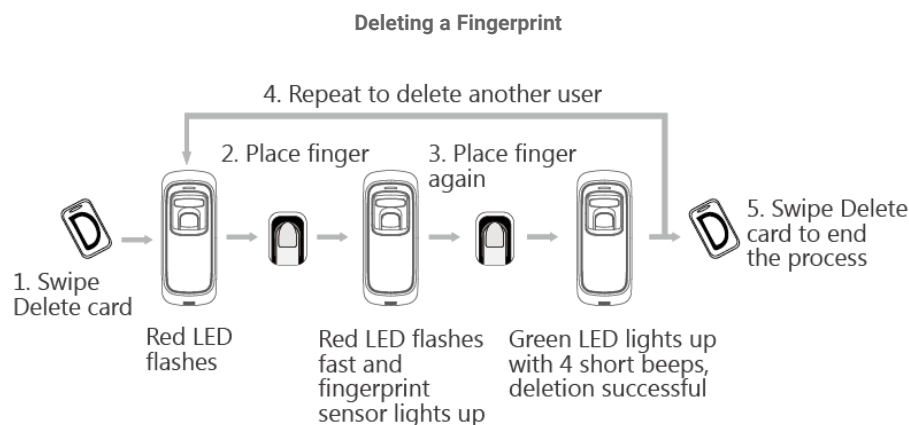 Deleting a Fingerprint
4. Repeat to delete another user
2. Place finger
3. Place finger
again
D
D
1. Swipe
Delete card
5. Swipe Delete
card to end
the process
Red LED
flashes
Red LED flashes
fast and
fingerprint
sensor lights up
Green LED lights up
with 4 short beeps,
deletion successful